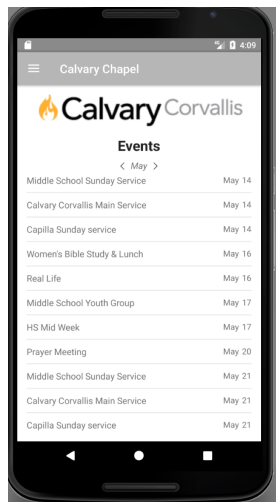 4:09
Calvary Chapel
Calvary Corvallis
Events
< May >
Middle School Sunday Service May 14
Calvary Corvallis Main Service May 14
Capilla Sunday service May 14
Women's Bible Study & Lunch May 16
Real Life May 16
Middle School Youth Group May 17
HS Mid Week May 17
Prayer Meeting May 20
Middle School Sunday Service May 21
Calvary Corvallis Main Service May 21
Capilla Sunday service May 21